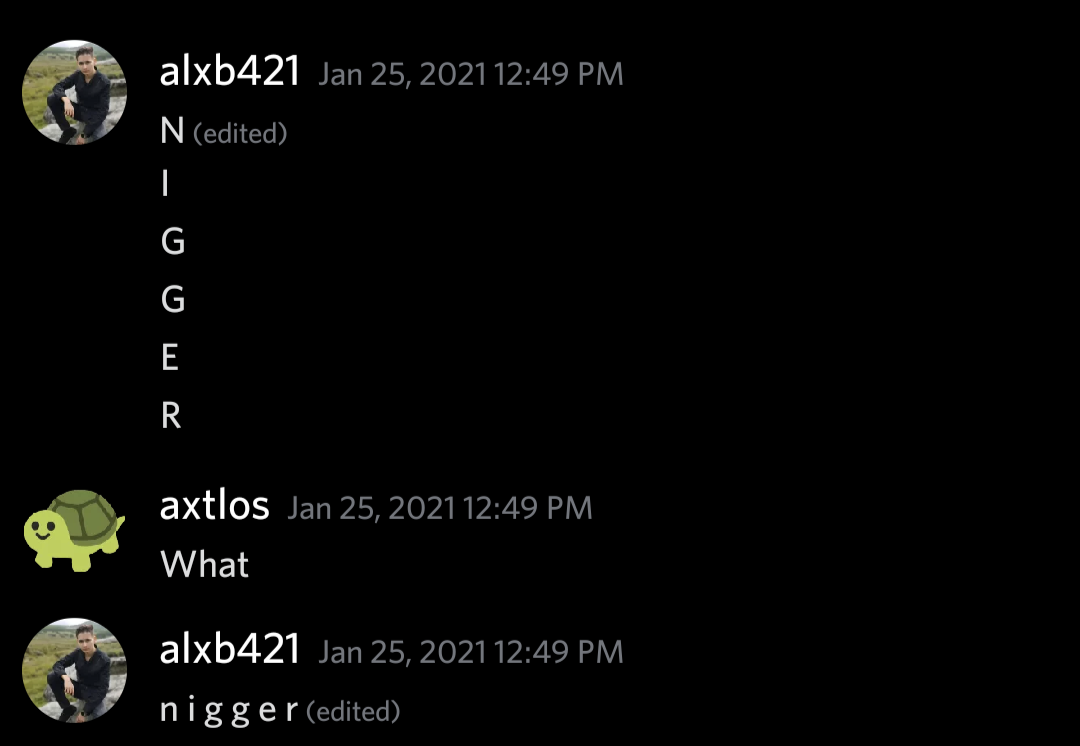 alxb421 Jan 25, 2021 12:49 PM
N (edited)
I
G
G
E
R
axtlos Jan 25, 2021 12:49 PM
What
alxb421 Jan 25, 2021 12:49 PM
n i g g e r (edited)